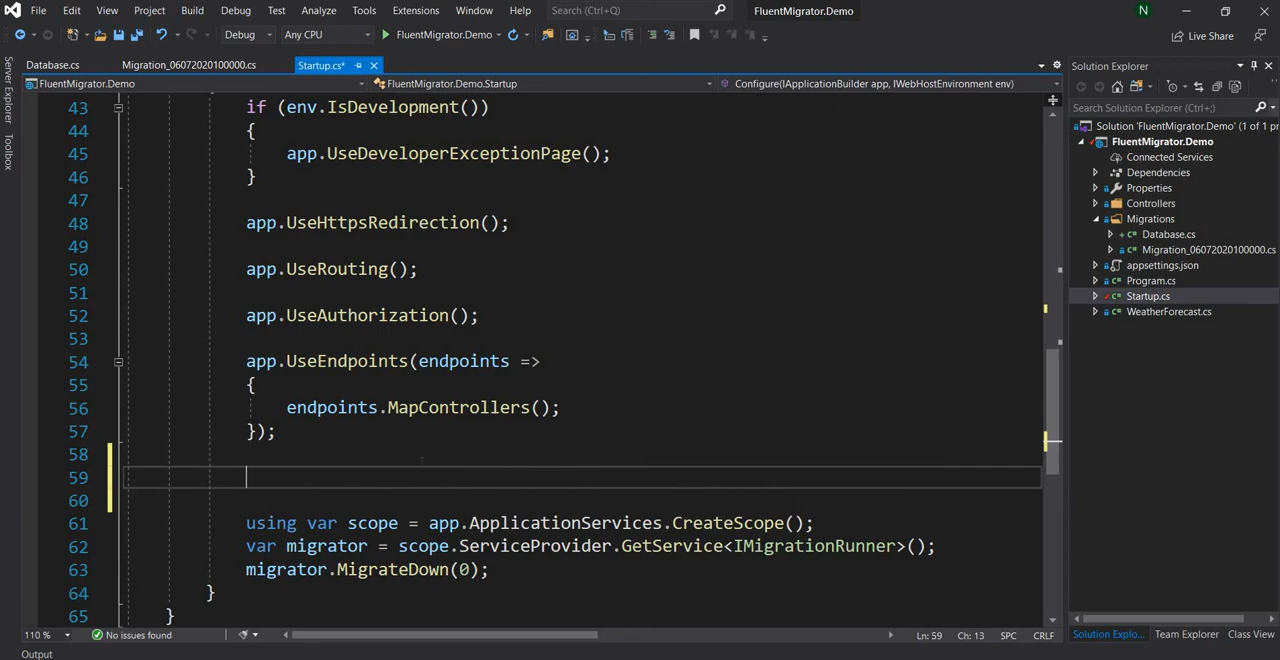 File Edit View Project Build Debug Test Analyze Tools Extensions Window Help Search (Ctrl+Q) FluentMigrator.Demo N
Debug Any CPU FluentMigrator.Demo Live Share
Server Explorer
Toolbox
Database.cs Migration_06072020100000.cs Startup.cs*
FluentMigrator.Demo FluentMigrator.Demo.Startup Configure(IApplicationBuilder app, IWebHostEnvironment env)
43 if (env.IsDevelopment())
44 {
45 app.UseDeveloperExceptionPage();
46 }
47
48 app.UseHttpsRedirection();
49
50 app.UseRouting();
51
52 app.UseAuthorization();
53
54 app.UseEndpoints(endpoints =>
55 {
56 endpoints.MapControllers();
57 });
58
59
60
61 using var scope = app.ApplicationServices.CreateScope();
62 var migrator = scope.ServiceProvider.GetService<IMigrationRunner>();
63 migrator.MigrateDown(0);
64 }
65 }
110 % No issues found Ln: 59 Ch: 13 SPC CRLF
Output
Solution Explorer
Search Solution Explorer (Ctrl+;)
Solution 'FluentMigrator.Demo' (1 of 1 p
FluentMigrator.Demo
Connected Services
Dependencies
Properties
Controllers
Migrations
Database.cs
Migration_06072020100000.cs
appsettings.json
Program.cs
Startup.cs
WeatherForecast.cs
Solution Explo... Team Explorer Class View